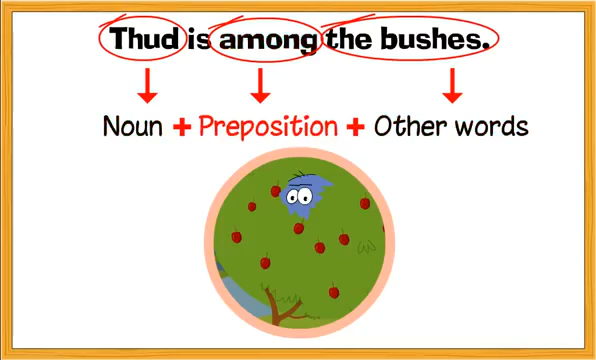 Thud is among the bushes.
Noun + Preposition + Other words